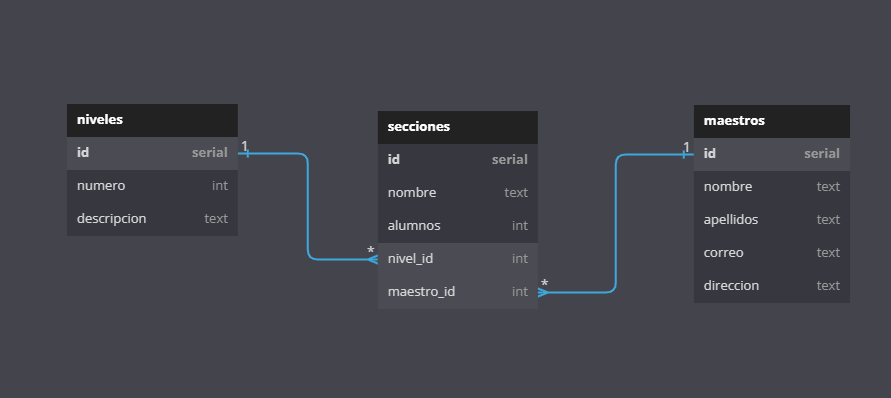 niveles
id serial
numero int
descripcion text
1
*
secciones
id serial
nombre text
alumnos int
nivel_id int
maestro_id int
*
1
maestros
id serial
nombre text
apellidos text
correo text
direccion text